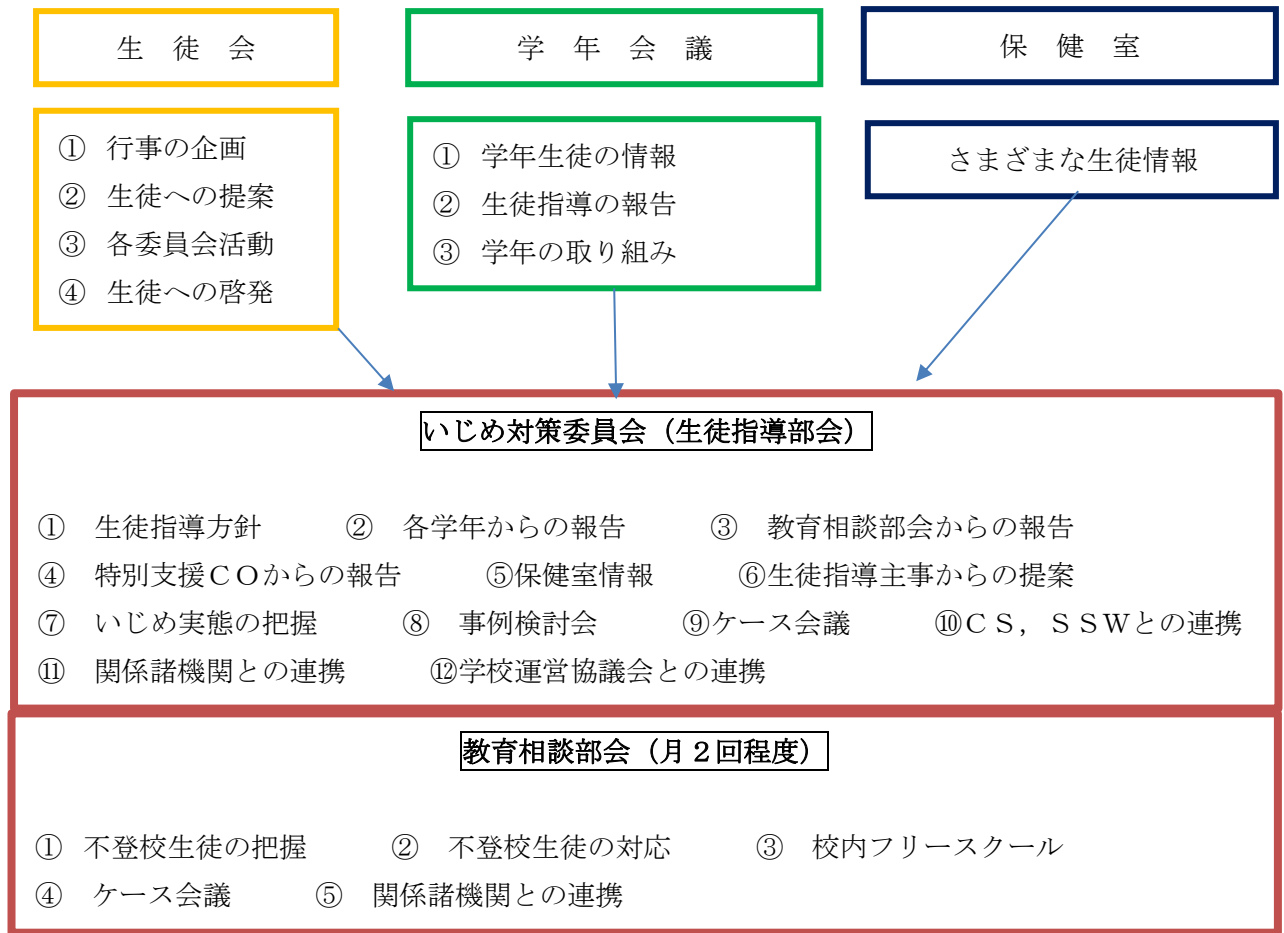 生　徒　会
学　年　会　議
保　健　室
① 行事の企画
② 生徒への提案
③ 各委員会活動
④ 生徒への啓発
① 学年生徒の情報
② 生徒指導の報告
③ 学年の取り組み
さまざまな生徒情報
いじめ対策委員会（生徒指導部会）
①　生徒指導方針　　　②　各学年からの報告　　　③　教育相談部会からの報告
④　特別支援ＣＯからの報告　　　⑤保健室情報　　　⑥生徒指導主事からの提案
⑦　いじめ実態の把握　　　⑧　事例検討会　　　⑨ケース会議　　　⑩ＣＳ，ＳＳＷとの連携
⑪　関係諸機関との連携　　　⑫学校運営協議会との連携
教育相談部会（月２回程度）
①　不登校生徒の把握　　　②　不登校生徒の対応　　　③　校内フリースクール
④　ケース会議　　　⑤　関係諸機関との連携